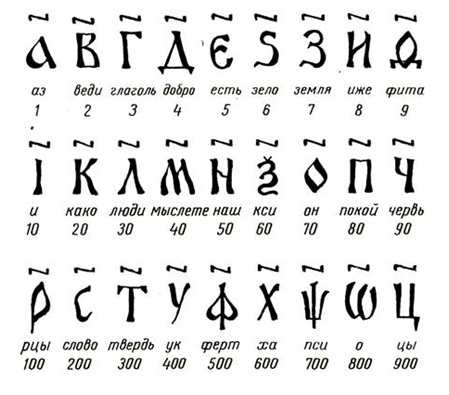 А В Г Д Є Ѕ З И Ѳ
аз веди глаголь добро есть зело земля иже фита
1 2 3 4 5 6 7 8 9
І К Л М Н Ѯ О П Ч
и како люди мыслете наш кси он покой червь
10 20 30 40 50 60 70 80 90
Р С Т У Ф Х Ѱ Ѡ Ц
рцы слово твердь ук ферт ха пси о цы
100 200 300 400 500 600 700 800 900